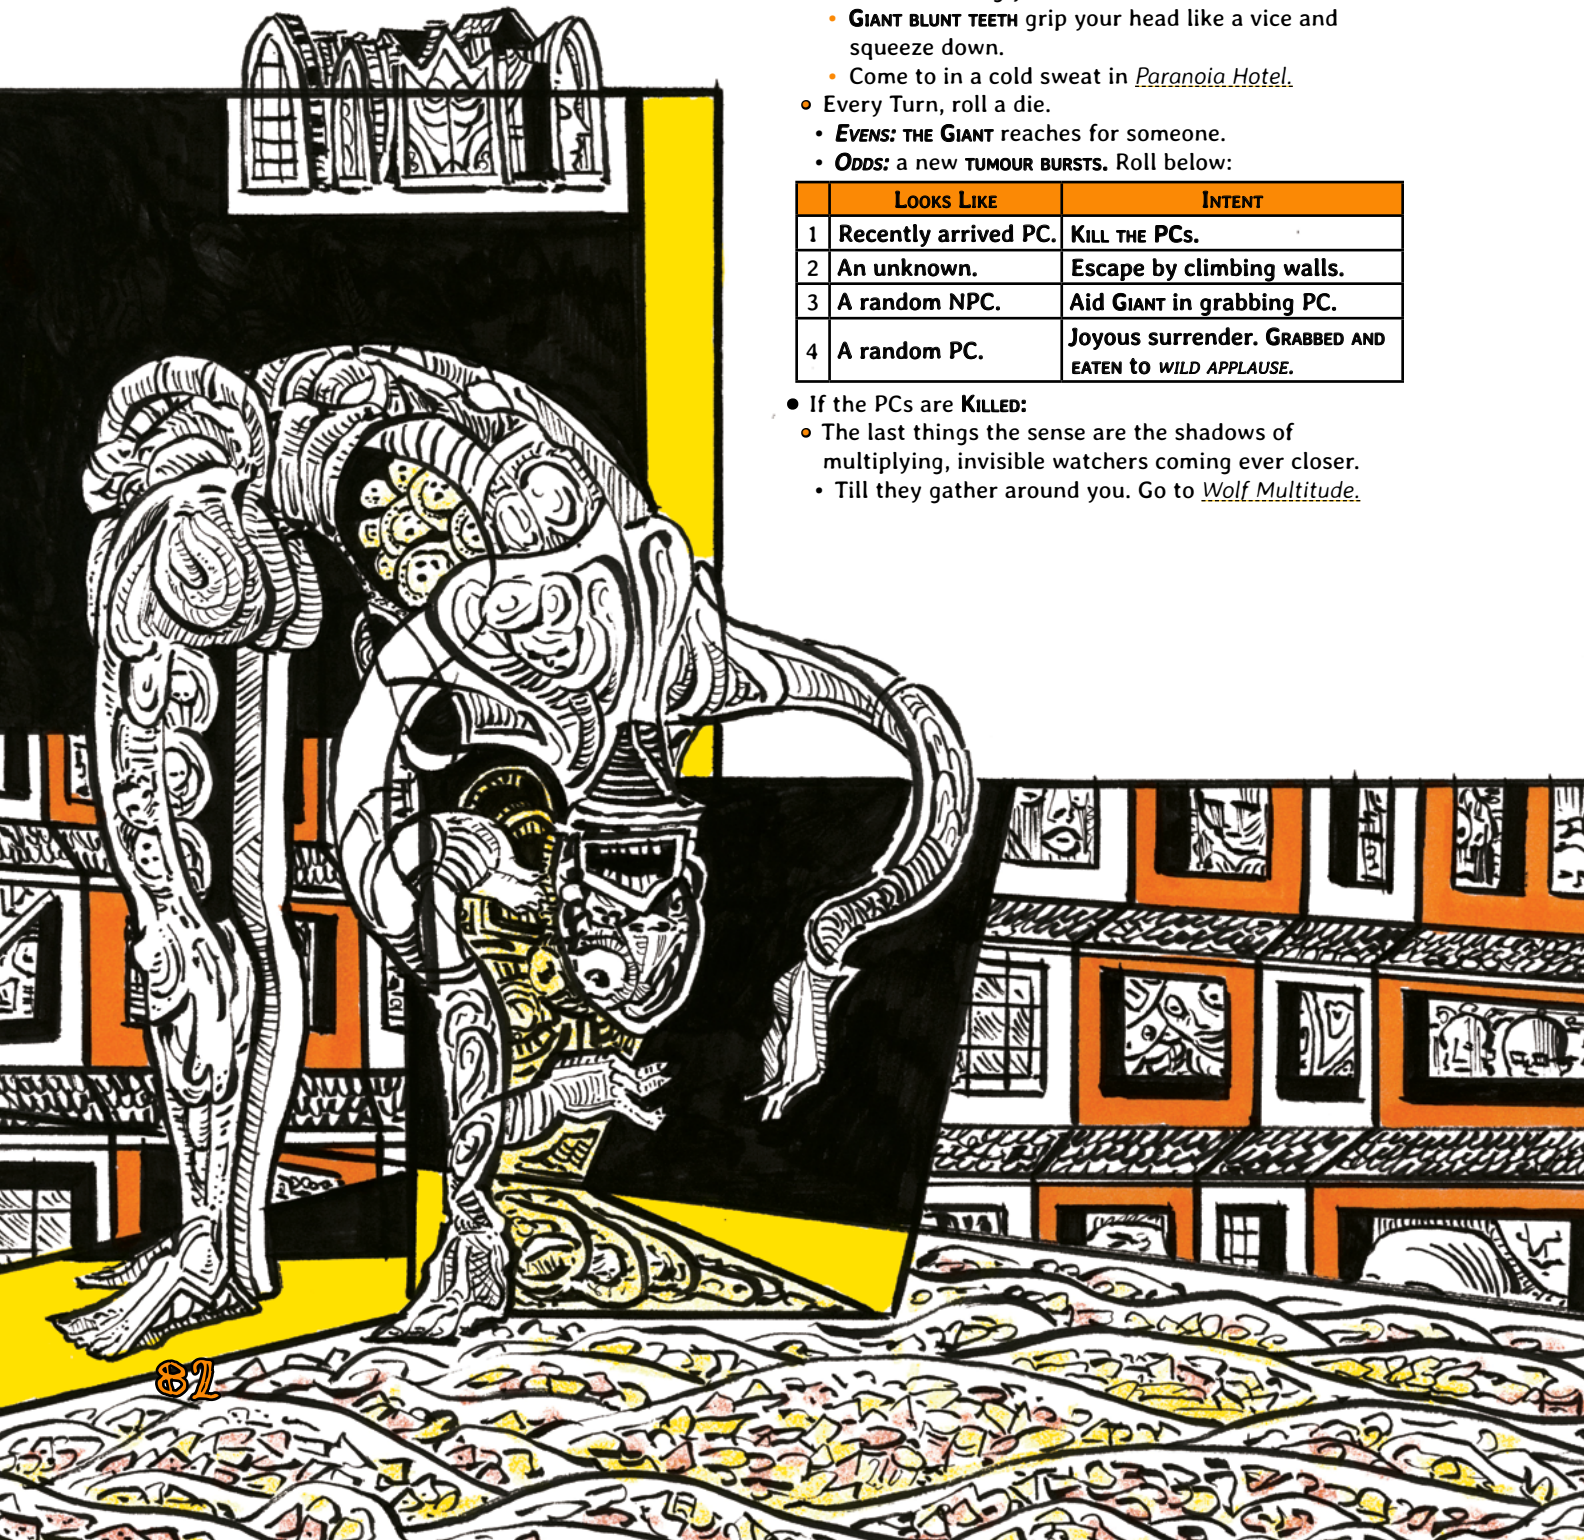 • GIANT BLUNT TEETH grip your head like a vice and
squeeze down.
• Come to in a cold sweat in Paranoia Hotel.
Every Turn, roll a die.
• EVENS: THE GIANT reaches for someone.
• ODDS: a new TUMOUR BURSTS. Roll below:
LOOKS LIKE INTENT
1 Recently arrived PC. KILL THE PCs.
2 An unknown. Escape by climbing walls.
3 A random NPC. Aid GIANT in grabbing PC.
4 A random PC. Joyous surrender. GRABBED AND
EATEN to WILD APPLAUSE.
• If the PCs are KILLED:
The last things the sense are the shadows of
multiplying, invisible watchers coming ever closer.
• Till they gather around you. Go to Wolf Multitude.